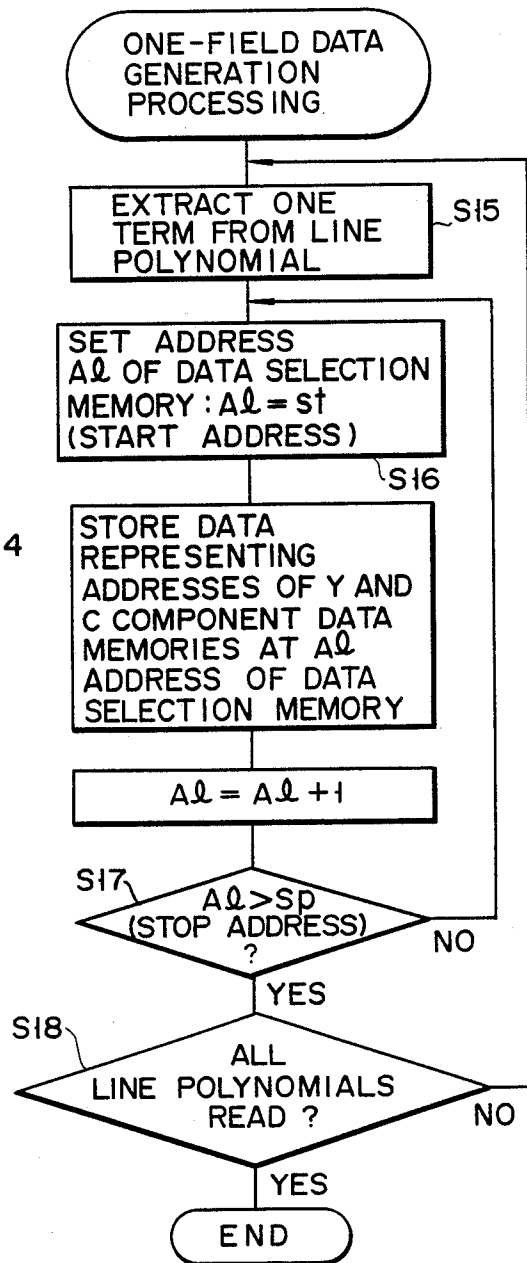 ONE-FIELD DATA
GENERATION
PROCESSING
EXTRACT ONE
TERM FROM LINE
POLYNOMIAL
S15
SET ADDRESS
Aℓ OF DATA SELECTION
MEMORY : Aℓ = st
(START ADDRESS)
S16
4
STORE DATA
REPRESENTING
ADDRESSES OF Y AND
C COMPONENT DATA
MEMORIES AT Aℓ
ADDRESS OF DATA
SELECTION MEMORY
Aℓ = Aℓ +1
S17
Aℓ>Sp
(STOP ADDRESS)
?
NO
YES
S18
ALL
LINE POLYNOMIALS
READ ?
NO
YES
END